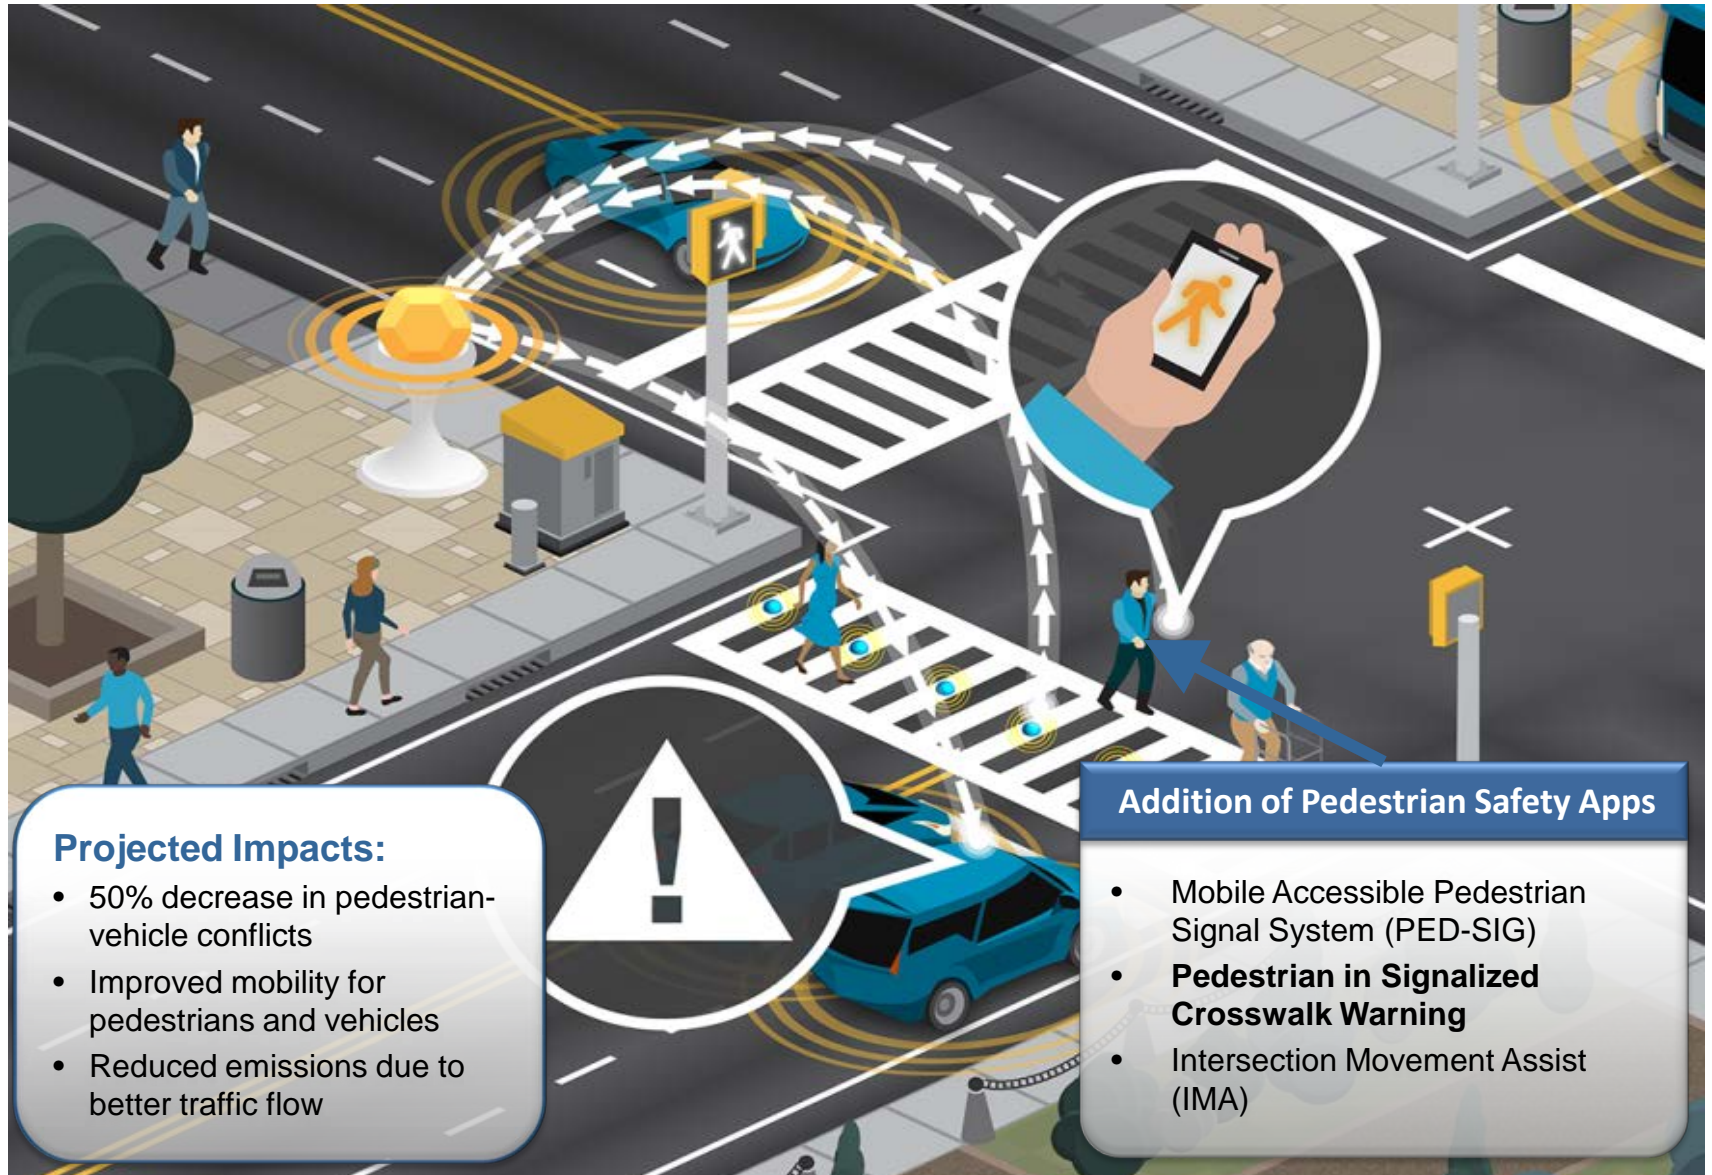 Projected Impacts:
• 50% decrease in pedestrian-
vehicle conflicts
• Improved mobility for
pedestrians and vehicles
• Reduced emissions due to
better traffic flow
Addition of Pedestrian Safety Apps
• Mobile Accessible Pedestrian
Signal System (PED-SIG)
• Pedestrian in Signalized
Crosswalk Warning
• Intersection Movement Assist
(IMA)
!